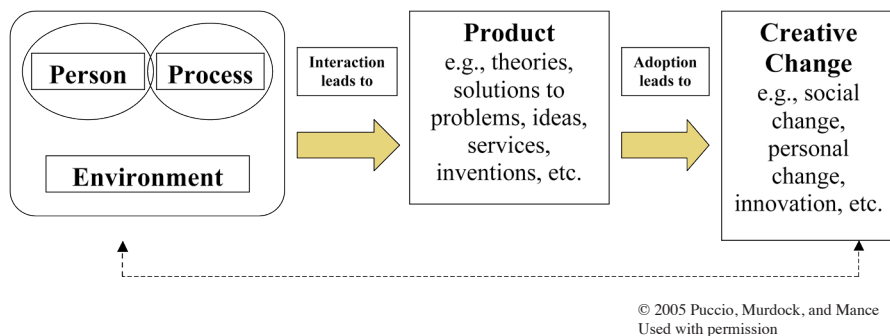 Person
Process
Environment
Interaction
leads to
Product
e.g., theories,
solutions to
problems, ideas,
services,
inventions, etc.
Adoption
leads to
Creative
Change
e.g., social
change,
personal
change,
innovation, etc.
© 2005 Puccio, Murdock, and Mance
Used with permission